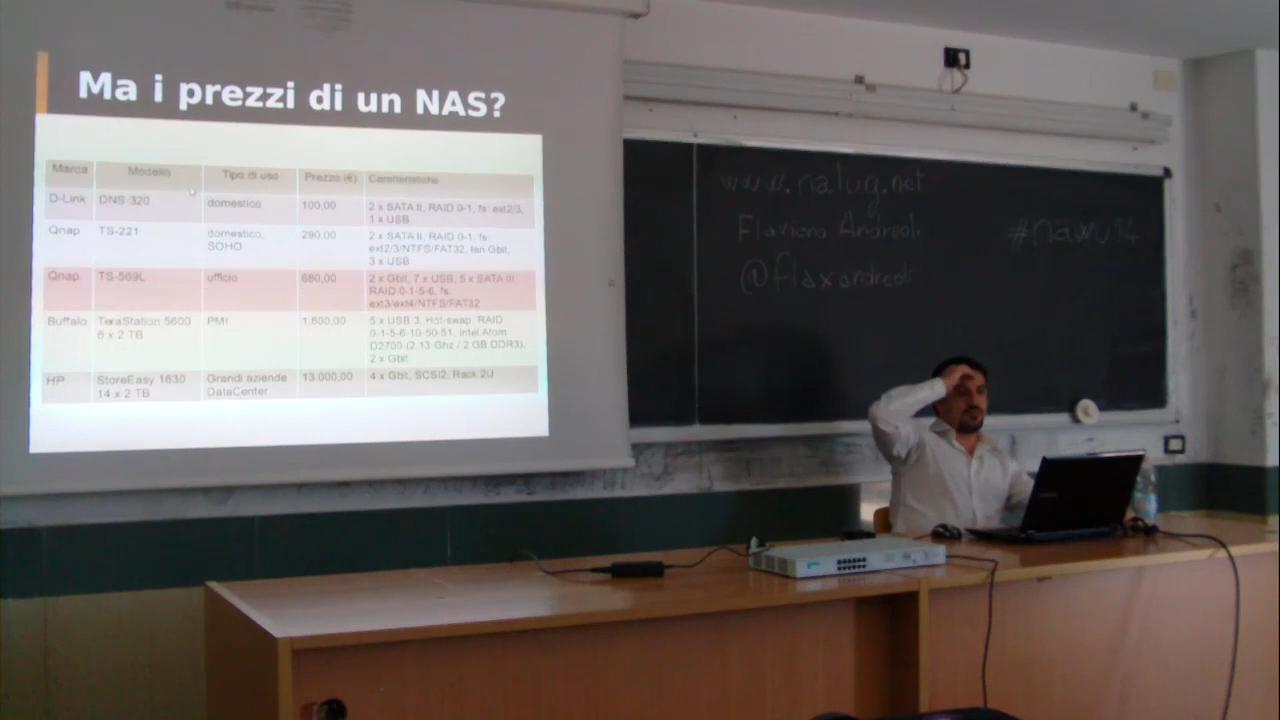 Ma i prezzi di un NAS?
Marca Modello Tipo di uso Prezzo (€) Caratteristiche
D-Link DNS-320 domestico 100,00 2 x SATA II, RAID 0-1, fs: ext2/3,
1 x USB
Qnap TS-221 domestico, 290,00 2 x SATA II, RAID 0-1, fs:
SOHO ext2/3/NTFS/FAT32, ten Gbit,
3 x USB
Qnap TS-569L ufficio 680,00 2 x Gbit, 7 x USB, 5 x SATA III,
RAID 0-1-5-6, fs:
ext3/ext4/NTFS/FAT32
Buffalo TeraStation 5600 PMI 1.600,00 5 x USB 3, Hot-swap, RAID
6 x 2 TB 0-1-5-6-10-50-51, Intel Atom
D2700 (2.13 Ghz / 2 GB DDR3),
2 x Gbit
HP StoreEasy 1630 Grandi aziende 13.000,00 4 x Gbit, SCSI2, Rack 2U
14 x 2 TB DataCenter
www.nalug.net
Flaviano Andreoli
@flaxandreoli